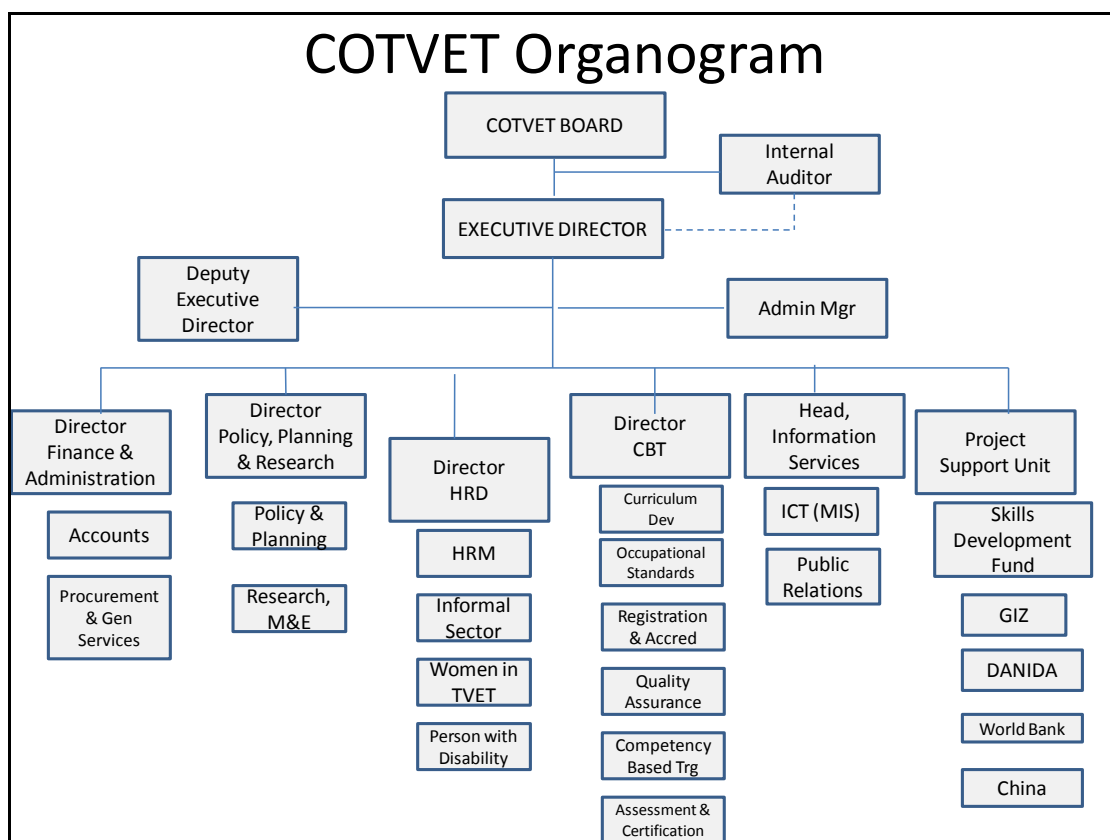 COTVET Organogram
COTVET BOARD
Internal
Auditor
EXECUTIVE DIRECTOR
Deputy
Executive
Director
Admin Mgr
Director
Finance &
Administration
Accounts
Procurement
& Gen
Services
Director
Policy, Planning
& Research
Policy &
Planning
Research,
M&E
Director
HRD
HRM
Informal
Sector
Women in
TVET
Person with
Disability
Director
CBT
Curriculum
Dev
Occupational
Standards
Registration
& Accred
Quality
Assurance
Competency
Based Trg
Assessment &
Certification
Head,
Information
Services
ICT (MIS)
Public
Relations
Project
Support Unit
Skills
Development
Fund
GIZ
DANIDA
World Bank
China